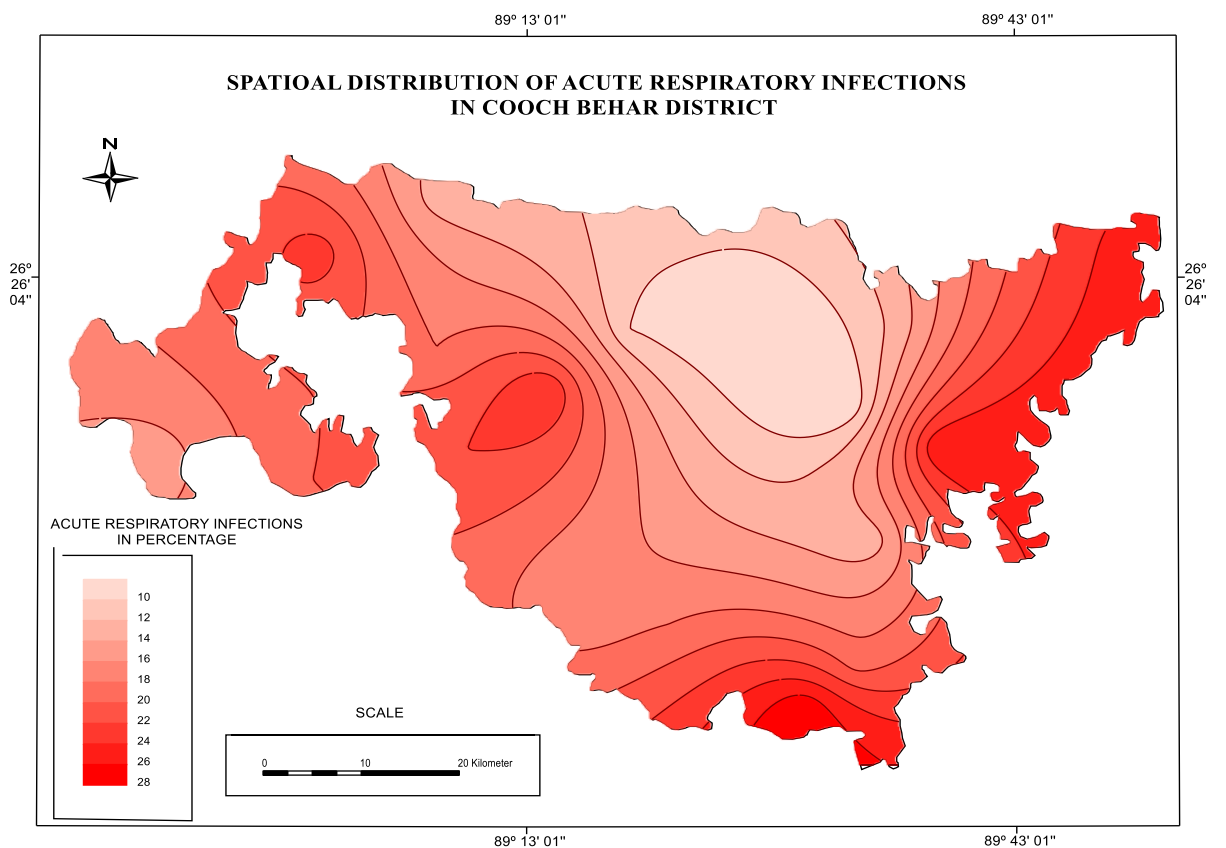 89º 13' 01"
89º 43' 01"
SPATIOAL DISTRIBUTION OF ACUTE RESPIRATORY INFECTIONS
IN COOCH BEHAR DISTRICT
N
26º
26'
04"
26º
26'
04"
ACUTE RESPIRATORY INFECTIONS
IN PERCENTAGE
10
12
14
16
18
20
22
24
26
28
SCALE
0 10 20 Kilometer
89º 13' 01"
89º 43' 01"